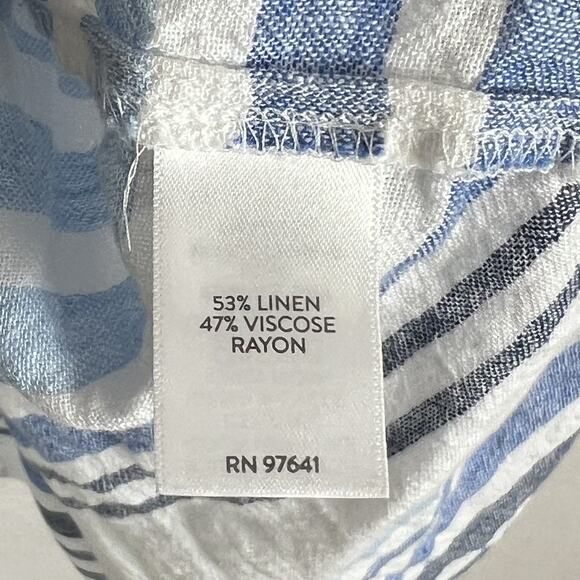 53% LINEN
47% VISCOSE
RAYON
RN 97641